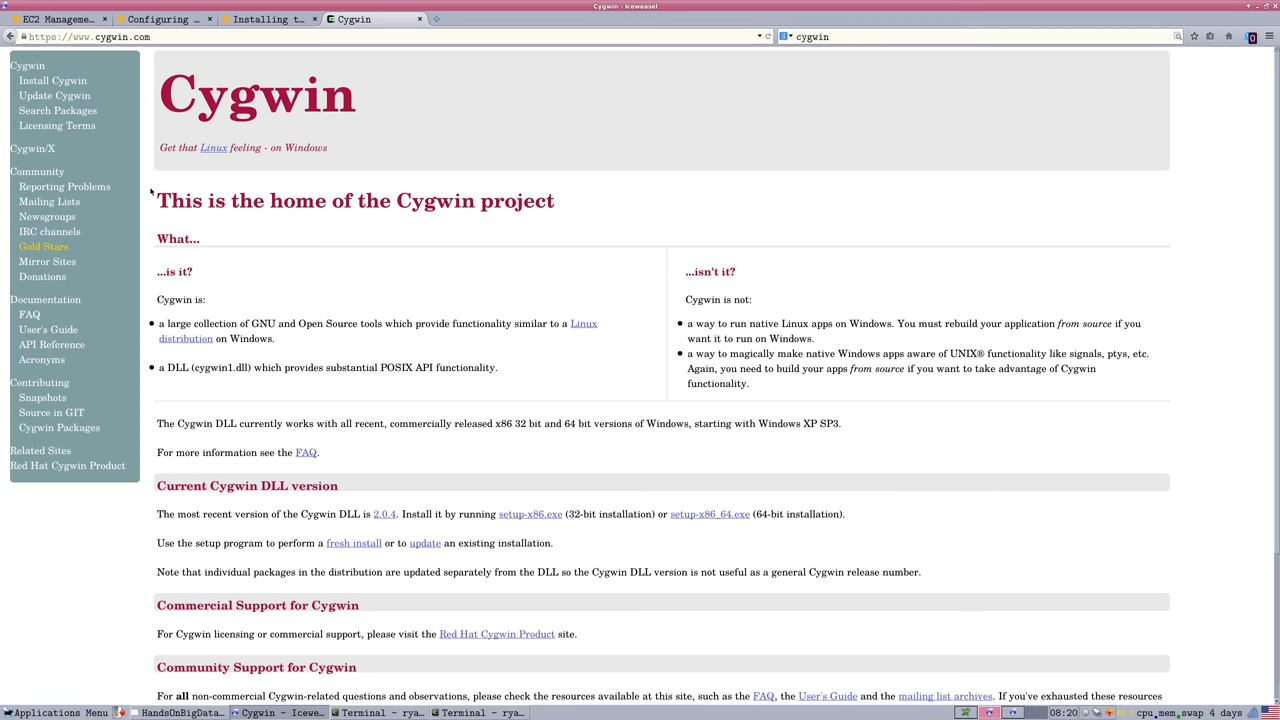 Cygwin - Iceweasel
EC2 Manageme...
Configuring ...
Installing t...
Cygwin
https://www.cygwin.com
cygwin
0
Cygwin
Install Cygwin
Update Cygwin
Search Packages
Licensing Terms
Cygwin/X
Community
Reporting Problems
Mailing Lists
Newsgroups
IRC channels
Gold Stars
Mirror Sites
Donations
Documentation
FAQ
User's Guide
API Reference
Acronyms
Contributing
Snapshots
Source in GIT
Cygwin Packages
Related Sites
Red Hat Cygwin Product
Cygwin
Get that Linux feeling - on Windows
This is the home of the Cygwin project
What...
...is it?
Cygwin is:
a large collection of GNU and Open Source tools which provide functionality similar to a Linux
distribution on Windows.
a DLL (cygwin1.dll) which provides substantial POSIX API functionality.
...isn't it?
Cygwin is not:
a way to run native Linux apps on Windows. You must rebuild your application from source if you
want it to run on Windows.
a way to magically make native Windows apps aware of UNIX® functionality like signals, ptys, etc.
Again, you need to build your apps from source if you want to take advantage of Cygwin
functionality.
The Cygwin DLL currently works with all recent, commercially released x86 32 bit and 64 bit versions of Windows, starting with Windows XP SP3.
For more information see the FAQ.
Current Cygwin DLL version
The most recent version of the Cygwin DLL is 2.0.4. Install it by running setup-x86.exe (32-bit installation) or setup-x86_64.exe (64-bit installation).
Use the setup program to perform a fresh install or to update an existing installation.
Note that individual packages in the distribution are updated separately from the DLL so the Cygwin DLL version is not useful as a general Cygwin release number.
Commercial Support for Cygwin
For Cygwin licensing or commercial support, please visit the Red Hat Cygwin Product site.
Community Support for Cygwin
For all non-commercial Cygwin-related questions and observations, please check the resources available at this site, such as the FAQ, the User's Guide and the mailing list archives. If you've exhausted these resources
Applications Menu
HandsOnBigData...
Cygwin - Icewe...
Terminal - rya...
Terminal - rya...
08:20
cpu mem swap 4 days